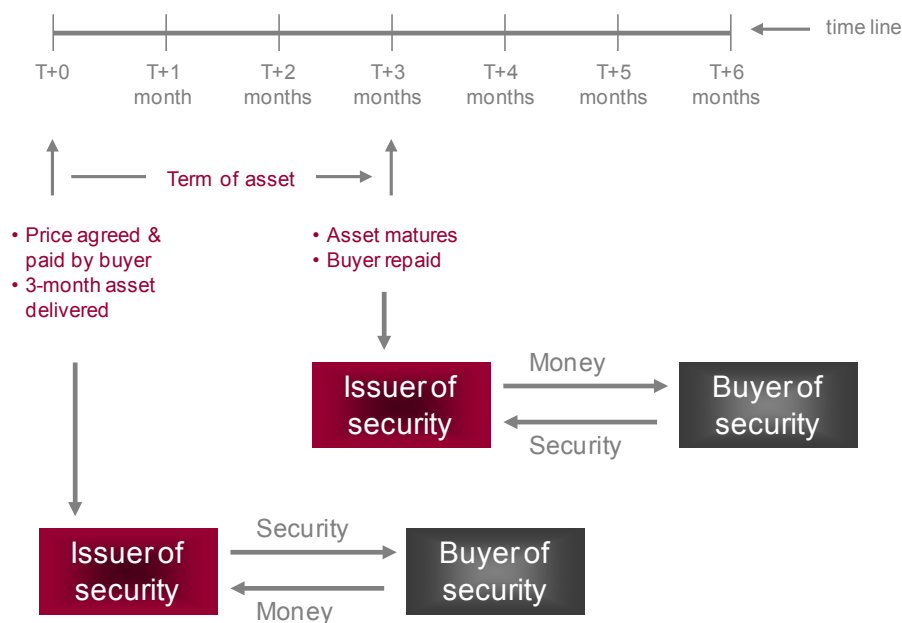 time line
T+0
T+1
month
T+2
months
T+3
months
T+4
months
T+5
months
T+6
months
Term of asset
• Price agreed &
paid by buyer
• 3-month asset
delivered
• Asset matures
• Buyer repaid
Issuer of
security
Money
Security
Buyer of
security
Issuer of
security
Security
Money
Buyer of
security